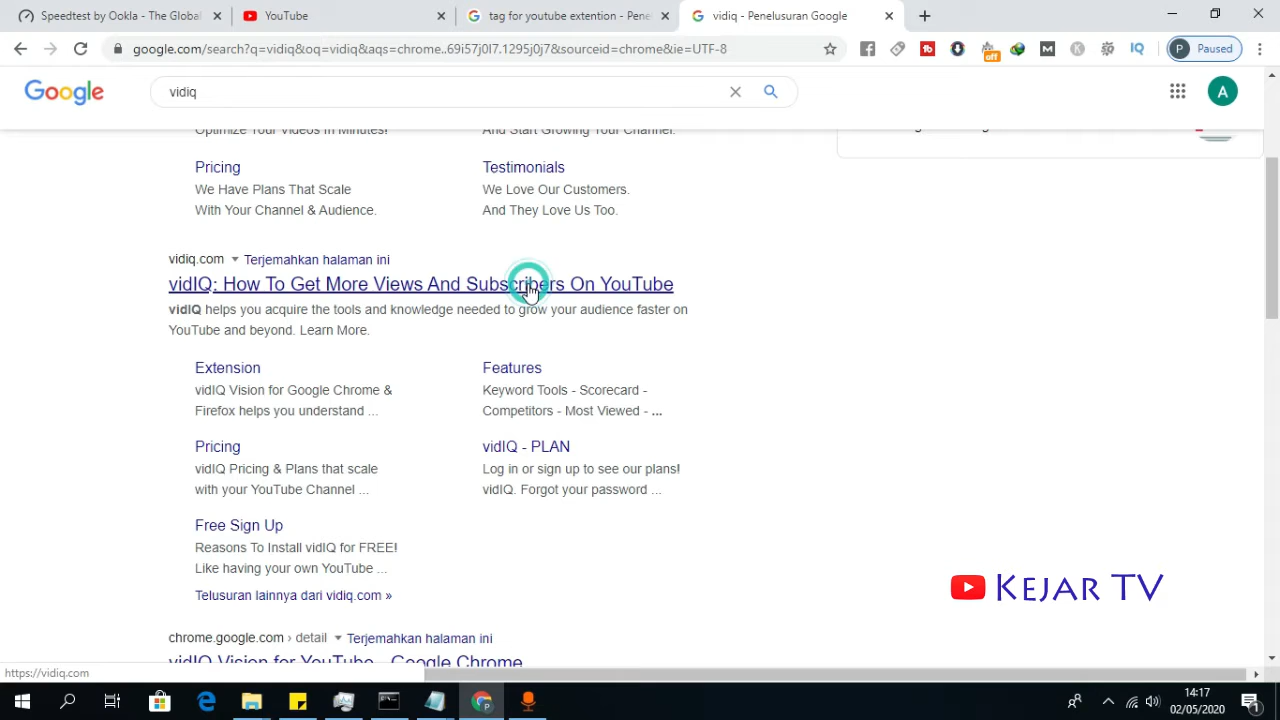 Speedtest by Ookla - The Global
YouTube
tag for youtube extention - Pene
vidiq - Penelusuran Google
google.com/search?q=vidiq&oq=vidiq&aqs=chrome..69i57j0l7.1295j0j7&sourceid=chrome&ie=UTF-8
off
M
K
IQ
P Paused
Google
vidiq
A
Optimize Your Videos In Minutes!
And Start Growing Your Channel.
Pricing
Testimonials
We Have Plans That Scale
We Love Our Customers.
With Your Channel & Audience.
And They Love Us Too.
vidiq.com
Terjemahkan halaman ini
vidIQ: How To Get More Views And Subscribers On YouTube
vidIQ helps you acquire the tools and knowledge needed to grow your audience faster on
YouTube and beyond. Learn More.
Extension
Features
vidIQ Vision for Google Chrome &
Keyword Tools - Scorecard -
Firefox helps you understand ...
Competitors - Most Viewed - ...
Pricing
vidIQ - PLAN
vidIQ Pricing & Plans that scale
Log in or sign up to see our plans!
with your YouTube Channel ...
vidIQ. Forgot your password ...
Free Sign Up
Reasons To Install vidIQ for FREE!
Like having your own YouTube ...
Telusuran lainnya dari vidiq.com »
KEJAR TV
chrome.google.com › detail
Terjemahkan halaman ini
vidIQ Vision for YouTube - Google Chrome
https://vidiq.com
14:17
02/05/2020